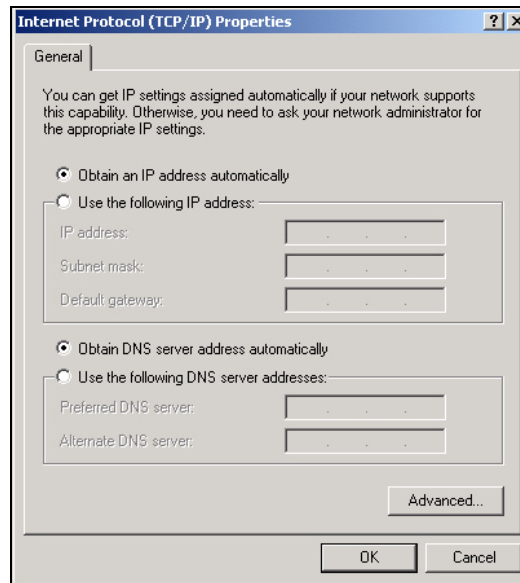 Internet Protocol (TCP/IP) Properties
General
You can get IP settings assigned automatically if your network supports
this capability. Otherwise, you need to ask your network administrator for
the appropriate IP settings.
Obtain an IP address automatically
Use the following IP address:
IP address:
Subnet mask:
Default gateway:
Obtain DNS server address automatically
Use the following DNS server addresses:
Preferred DNS server:
Alternate DNS server:
Advanced...
OK
Cancel